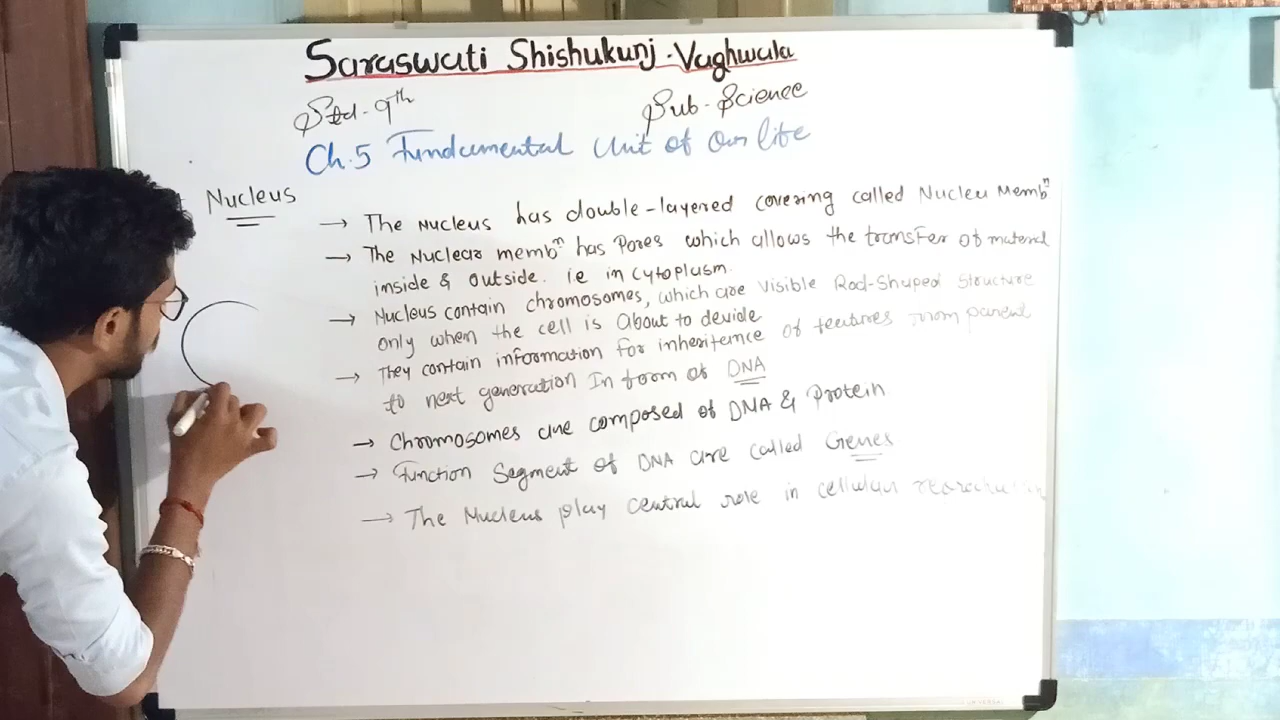 Saraswati Shishukunj-Vaghwala
Std-9th
Sub-Science
Ch.5 Fundamental Unit of Our life
Nucleus
→ The Nucleus has double-layered covering called Nucleu Membⁿ
→ The Nuclear membⁿ has Pores which allows the transfer of material
inside & outside. ie in cytoplasm.
→ Nucleus contain chromosomes, which are visible Rod-Shaped Structure
only when the cell is About to devide
→ They contain information for inheritence of features from parent
to next generation In form of DNA
→ Chromosomes are composed of DNA & Protein
→ Function Segment of DNA are called Genes
→ The Nucleus play central role in cellular